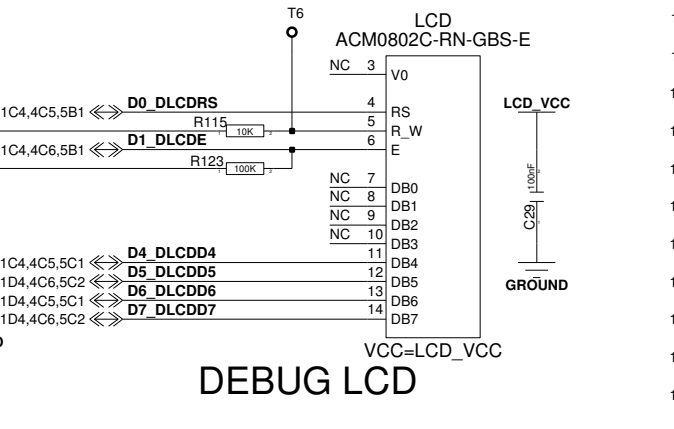 T6
LCD
ACM0802C-RN-GBS-E
NC 3 V0
LCD_VCC
1C4,4C5,5B1 D0_DLCDRS 4 RS
R115 10K 5 R_W
1C4,4C6,5B1 D1_DLCDE 6 E
R123 100K
100nF
C29
NC 7 DB0
NC 8 DB1
NC 9 DB2
NC 10 DB3
1C4,4C5,5C1 D4_DLCDD4 11 DB4
1D4,4C6,5C2 D5_DLCDD5 12 DB5
1D4,4C5,5C1 D6_DLCDD6 13 DB6
1D4,4C6,5C2 D7_DLCDD7 14 DB7
GROUND
VCC=LCD_VCC
DEBUG LCD